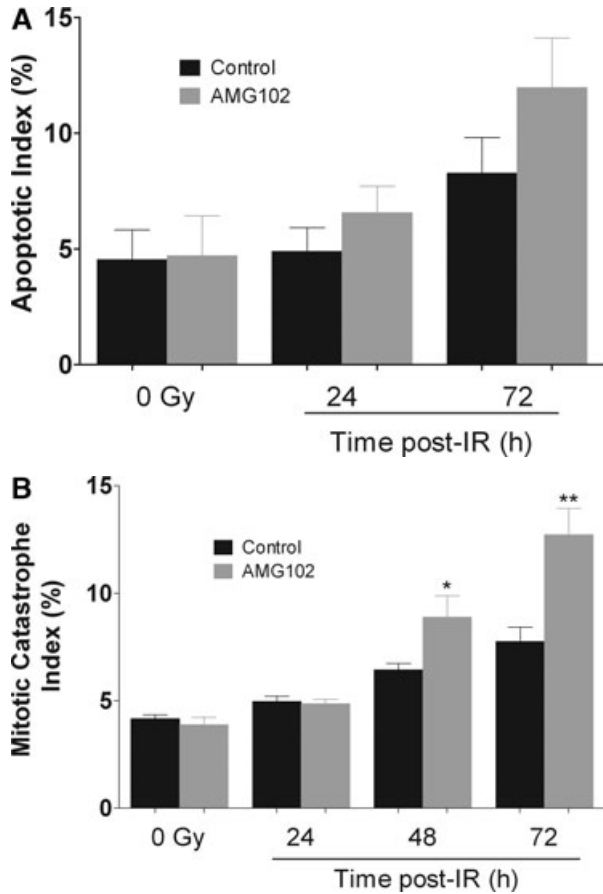 A
15
Control
AMG102
10
5
0
Apoptotic Index (%)
0 Gy 24 72
Time post-IR (h)
B
15
**
Control
AMG102
*
10
5
0
Mitotic Catastrophe
Index (%)
0 Gy 24 48 72
Time post-IR (h)